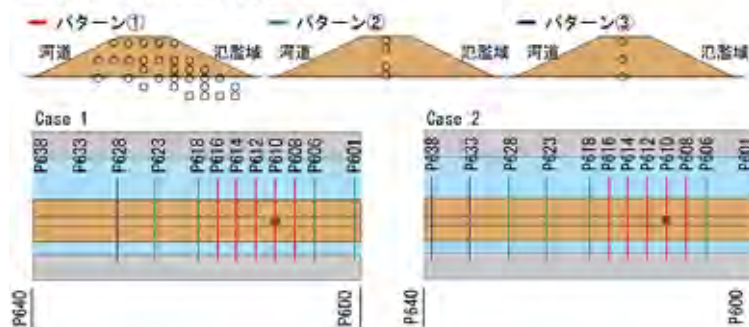 パターン① パターン② パターン③
河道 氾濫域 河道 氾濫域 河道 氾濫域
Case 1
P638 P633 P628 P623 P618 P616 P614 P612 P610 P608 P606 P601
P640 P600
Case 2
P638 P633 P628 P623 P618 P616 P614 P612 P610 P608 P606 P601
P640 P600